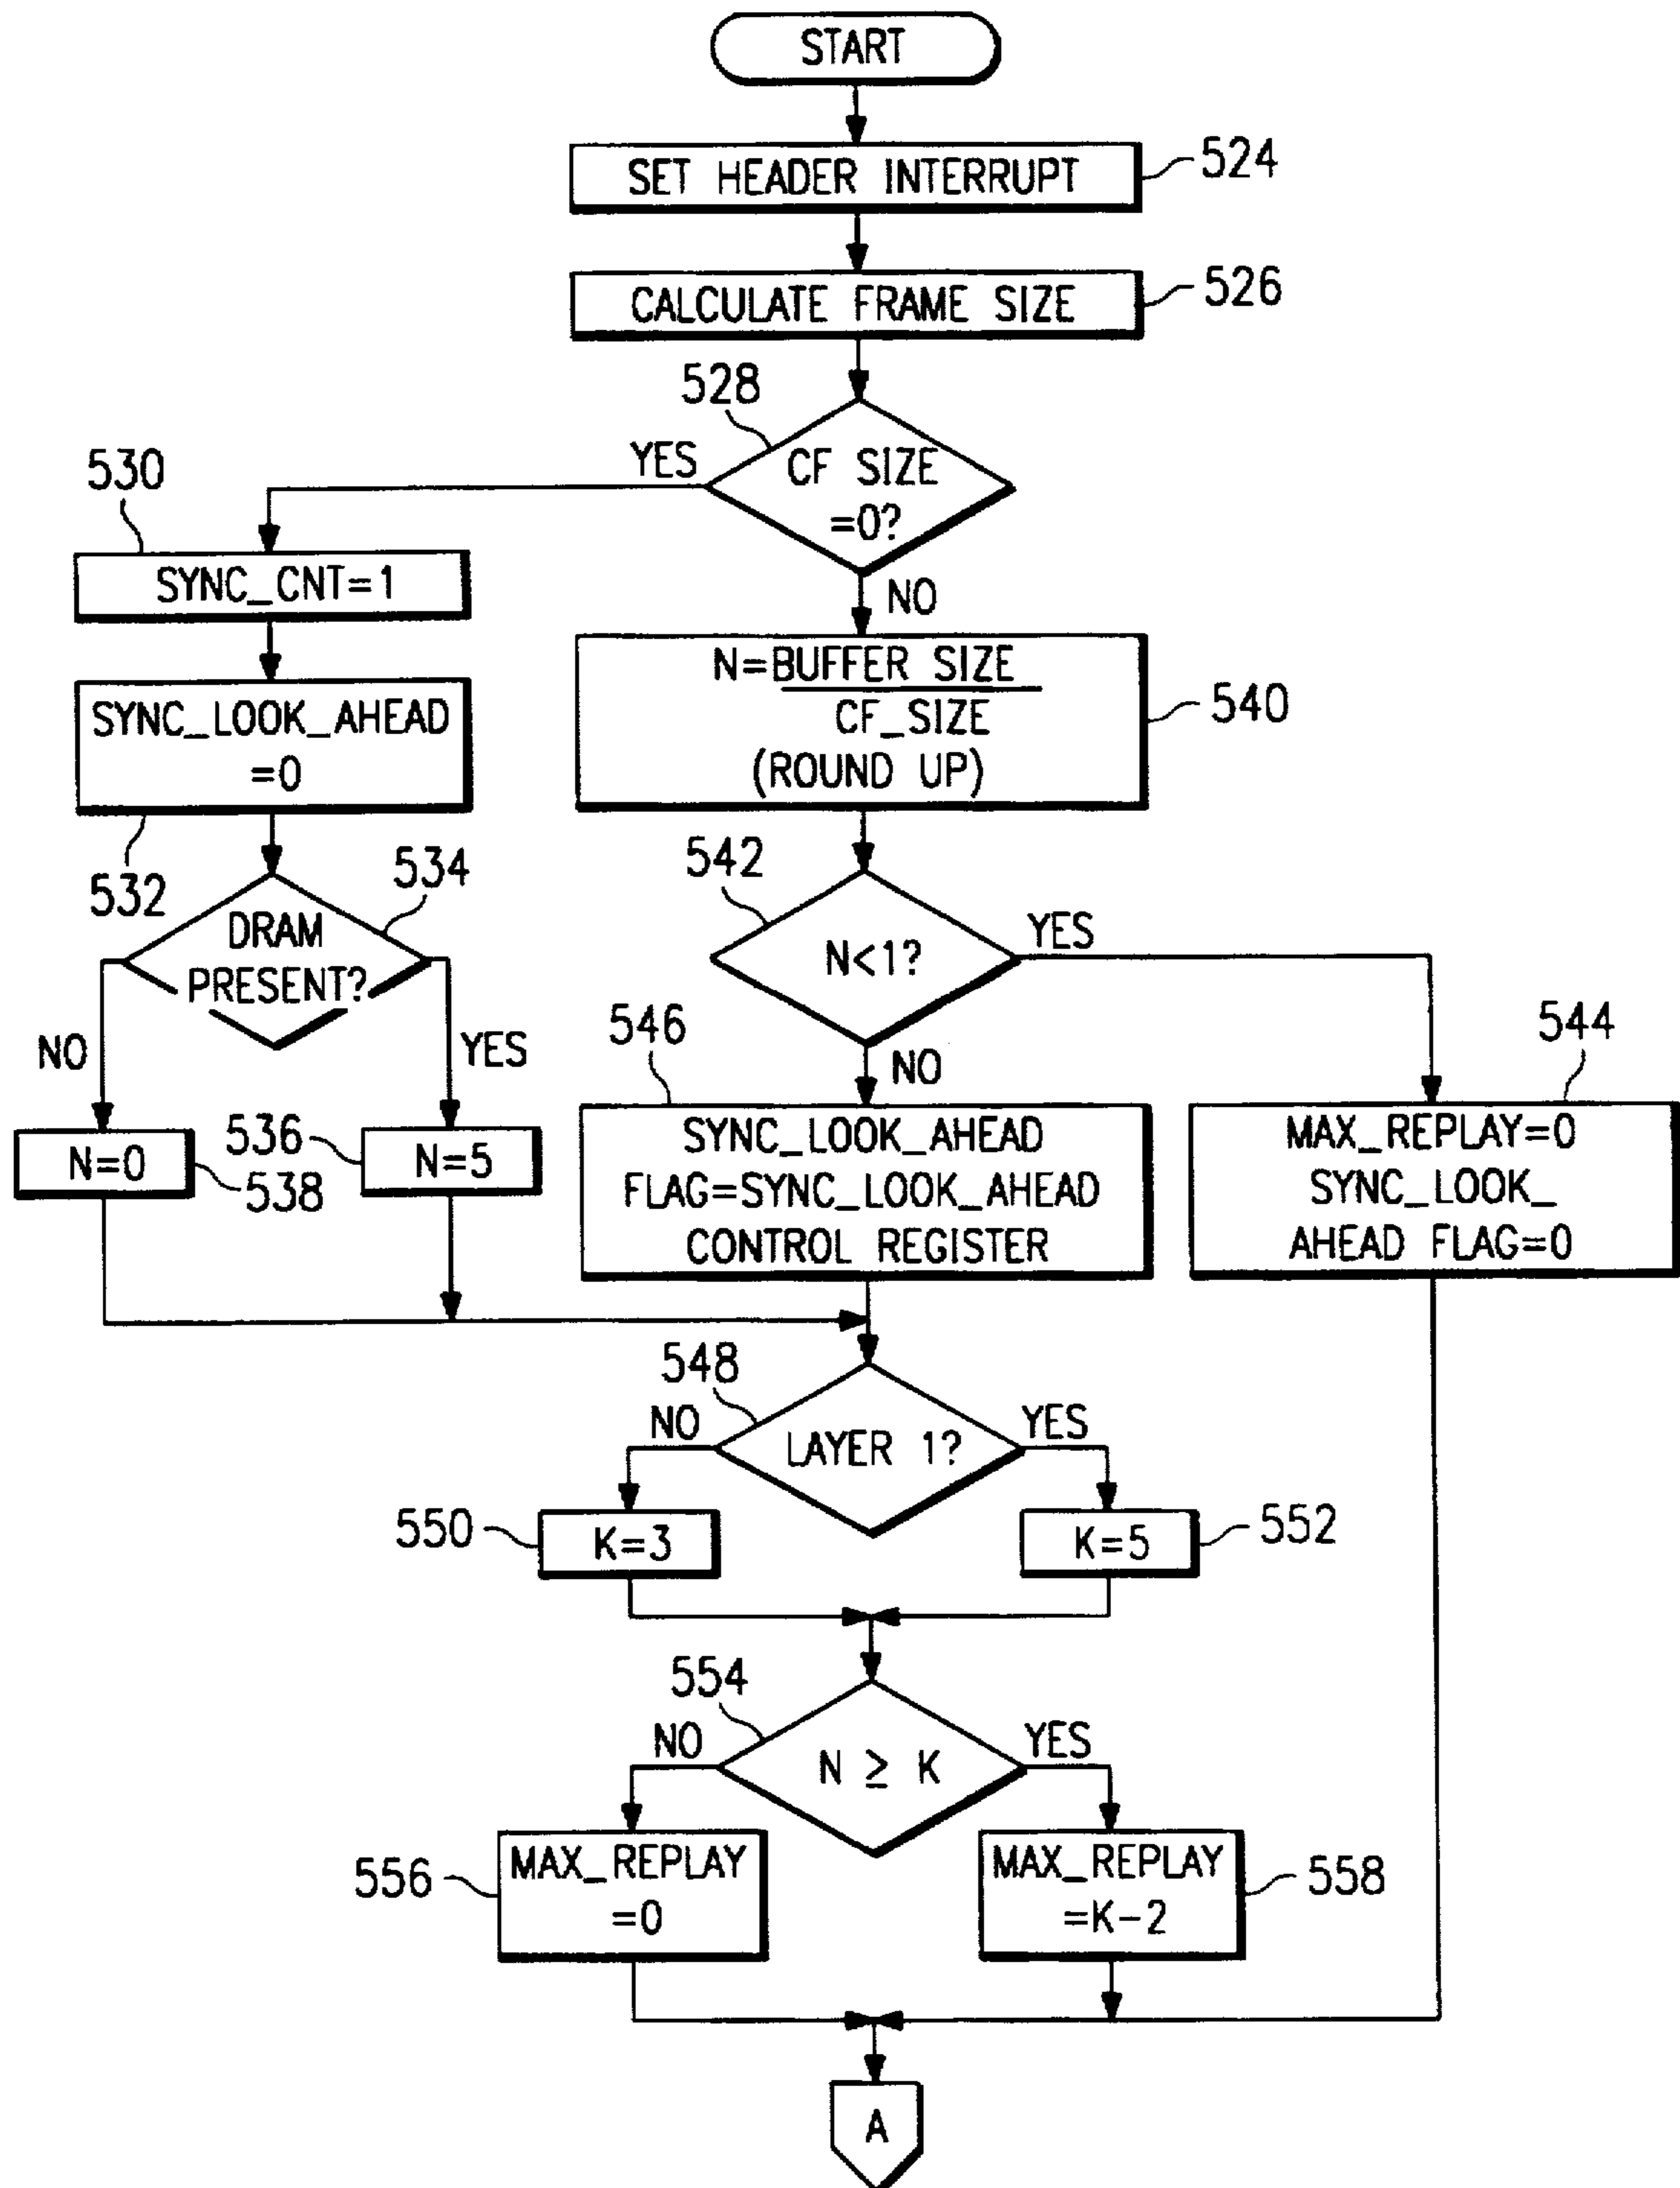 START
SET HEADER INTERRUPT
524
CALCULATE FRAME SIZE
526
528
YES
CF SIZE
=0?
530
NO
SYNC_CNT=1
N=BUFFER SIZE
CF_SIZE
(ROUND UP)
540
SYNC_LOOK_AHEAD
=0
532
534
DRAM
PRESENT?
542
N<1?
YES
NO
YES
NO
546
544
N=0
538
536
N=5
SYNC_LOOK_AHEAD
FLAG=SYNC_LOOK_AHEAD
CONTROL REGISTER
MAX_REPLAY=0
SYNC_LOOK_
AHEAD FLAG=0
548
NO
LAYER 1?
YES
550
K=3
K=5
552
554
NO
N ≥ K
YES
556
MAX_REPLAY
=0
MAX_REPLAY
=K-2
558
A